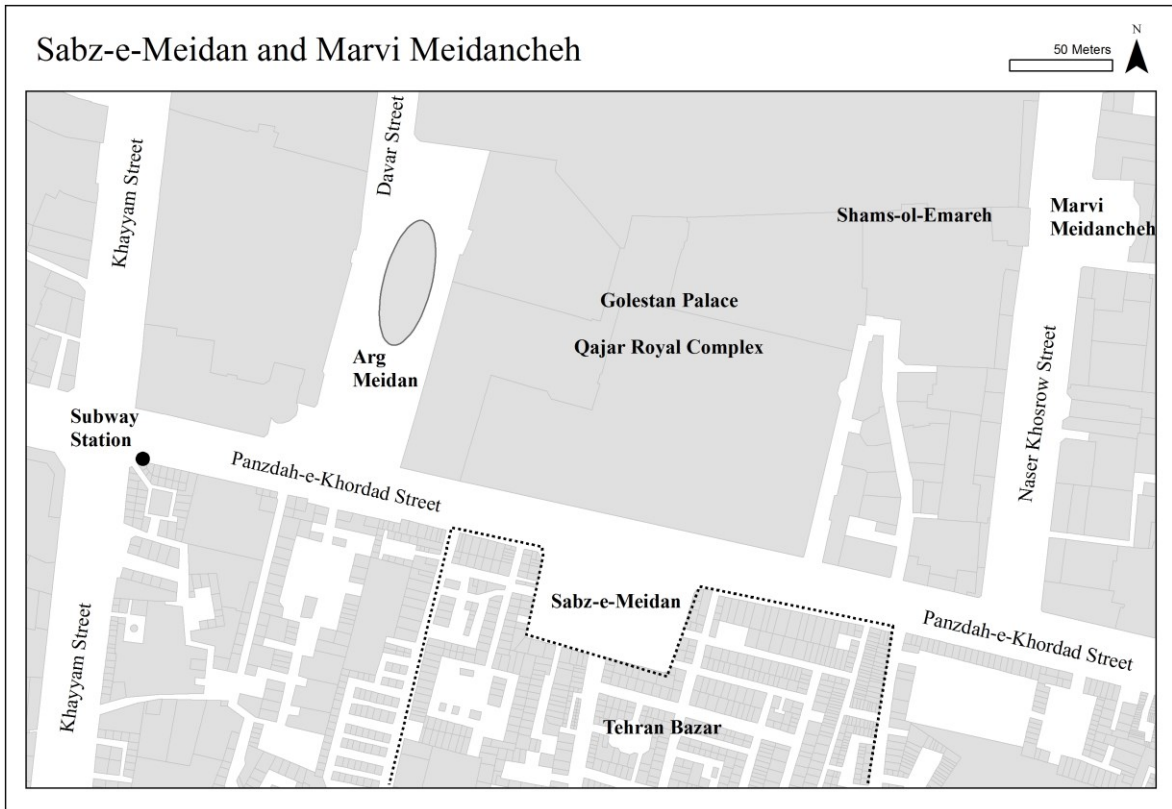 Sabz-e-Meidan and Marvi Meidancheh
50 Meters
N
Khayyam Street
Davar Street
Shams-ol-Emareh
Marvi
Meidancheh
Golestan Palace
Qajar Royal Complex
Arg
Meidan
Naser Khosrow Street
Subway
Station
Panzdah-e-Khordad Street
Sabz-e-Meidan
Panzdah-e-Khordad Street
Khayyam Street
Tehran Bazar